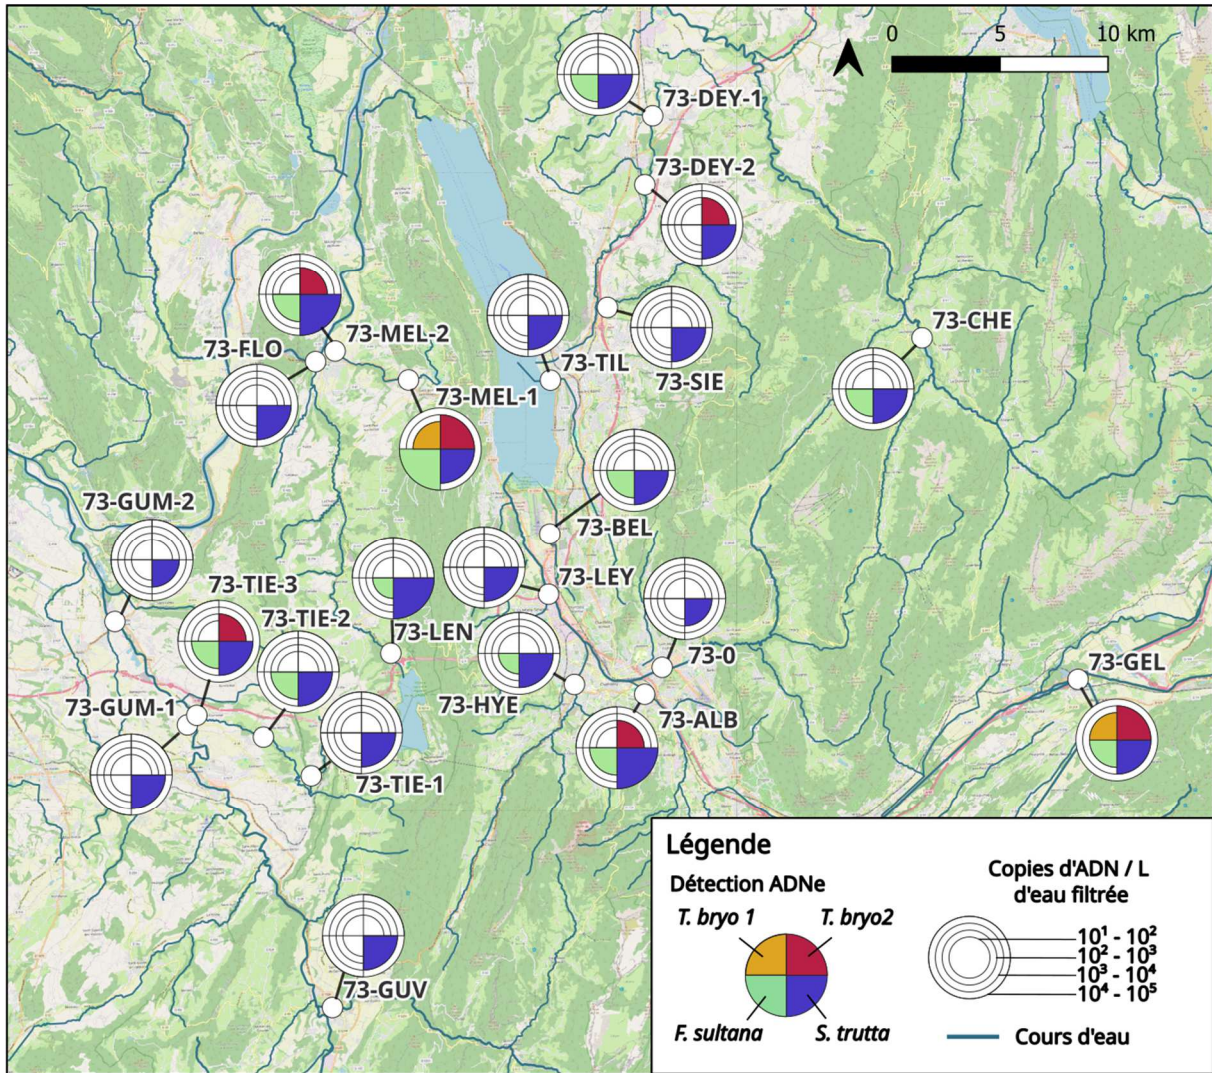 0 5 10 km
73-DEY-1
73-DEY-2
73-CHE
73-FLO
73-MEL-2
73-TIL
73-SIE
73-MEL-1
73-GUM-2
73-BEL
73-TIE-3
73-LEY
73-TIE-2
73-LEN
73-0
73-GEL
73-GUM-1
73-HYE
73-ALB
73-TIE-1
73-GUV
Légende
Détection ADNe
T. bryo 1
T. bryo2
F. sultana
S. trutta
Copies d'ADN / L
d'eau filtrée
10¹ - 10²
10² - 10³
10³ - 10⁴
10⁴ - 10⁵
Cours d'eau